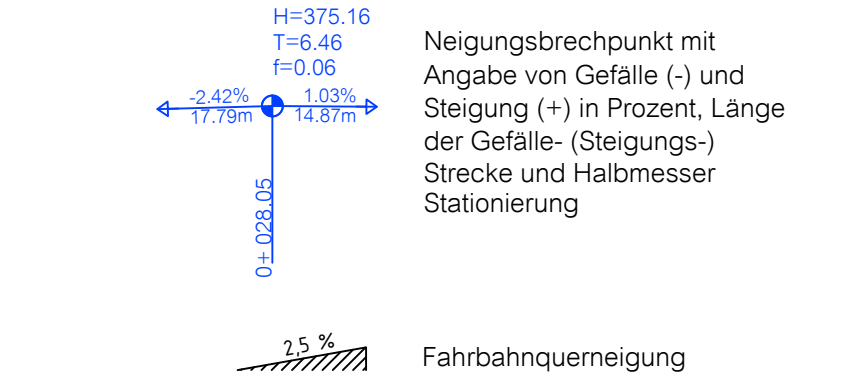 H=375.16
T=6.46
f=0.06
-2.42% 1.03%
17.79m 14.87m
0+ 028.05
Neigungsbrechpunkt mit
Angabe von Gefälle (-) und
Steigung (+) in Prozent, Länge
der Gefälle- (Steigungs-)
Strecke und Halbmesser
Stationierung
2,5 %
Fahrbahnquerneigung